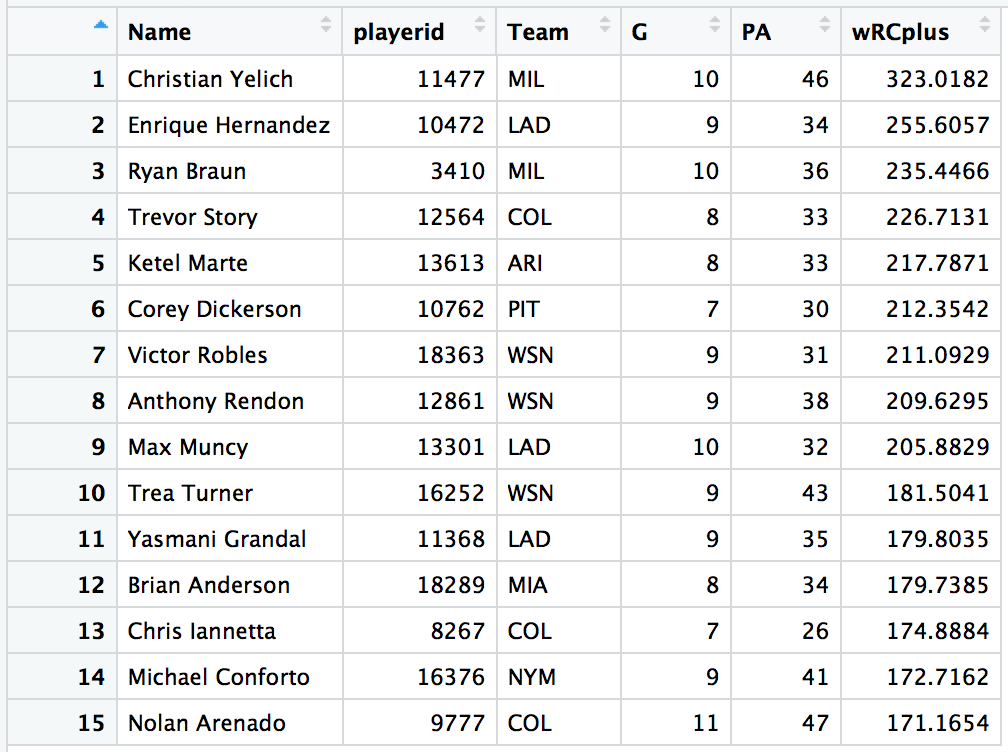 Name playerid Team G PA wRCplus
1 Christian Yelich 11477 MIL 10 46 323.0182
2 Enrique Hernandez 10472 LAD 9 34 255.6057
3 Ryan Braun 3410 MIL 10 36 235.4466
4 Trevor Story 12564 COL 8 33 226.7131
5 Ketel Marte 13613 ARI 8 33 217.7871
6 Corey Dickerson 10762 PIT 7 30 212.3542
7 Victor Robles 18363 WSN 9 31 211.0929
8 Anthony Rendon 12861 WSN 9 38 209.6295
9 Max Muncy 13301 LAD 10 32 205.8829
10 Trea Turner 16252 WSN 9 43 181.5041
11 Yasmani Grandal 11368 LAD 9 35 179.8035
12 Brian Anderson 18289 MIA 8 34 179.7385
13 Chris Iannetta 8267 COL 7 26 174.8884
14 Michael Conforto 16376 NYM 9 41 172.7162
15 Nolan Arenado 9777 COL 11 47 171.1654